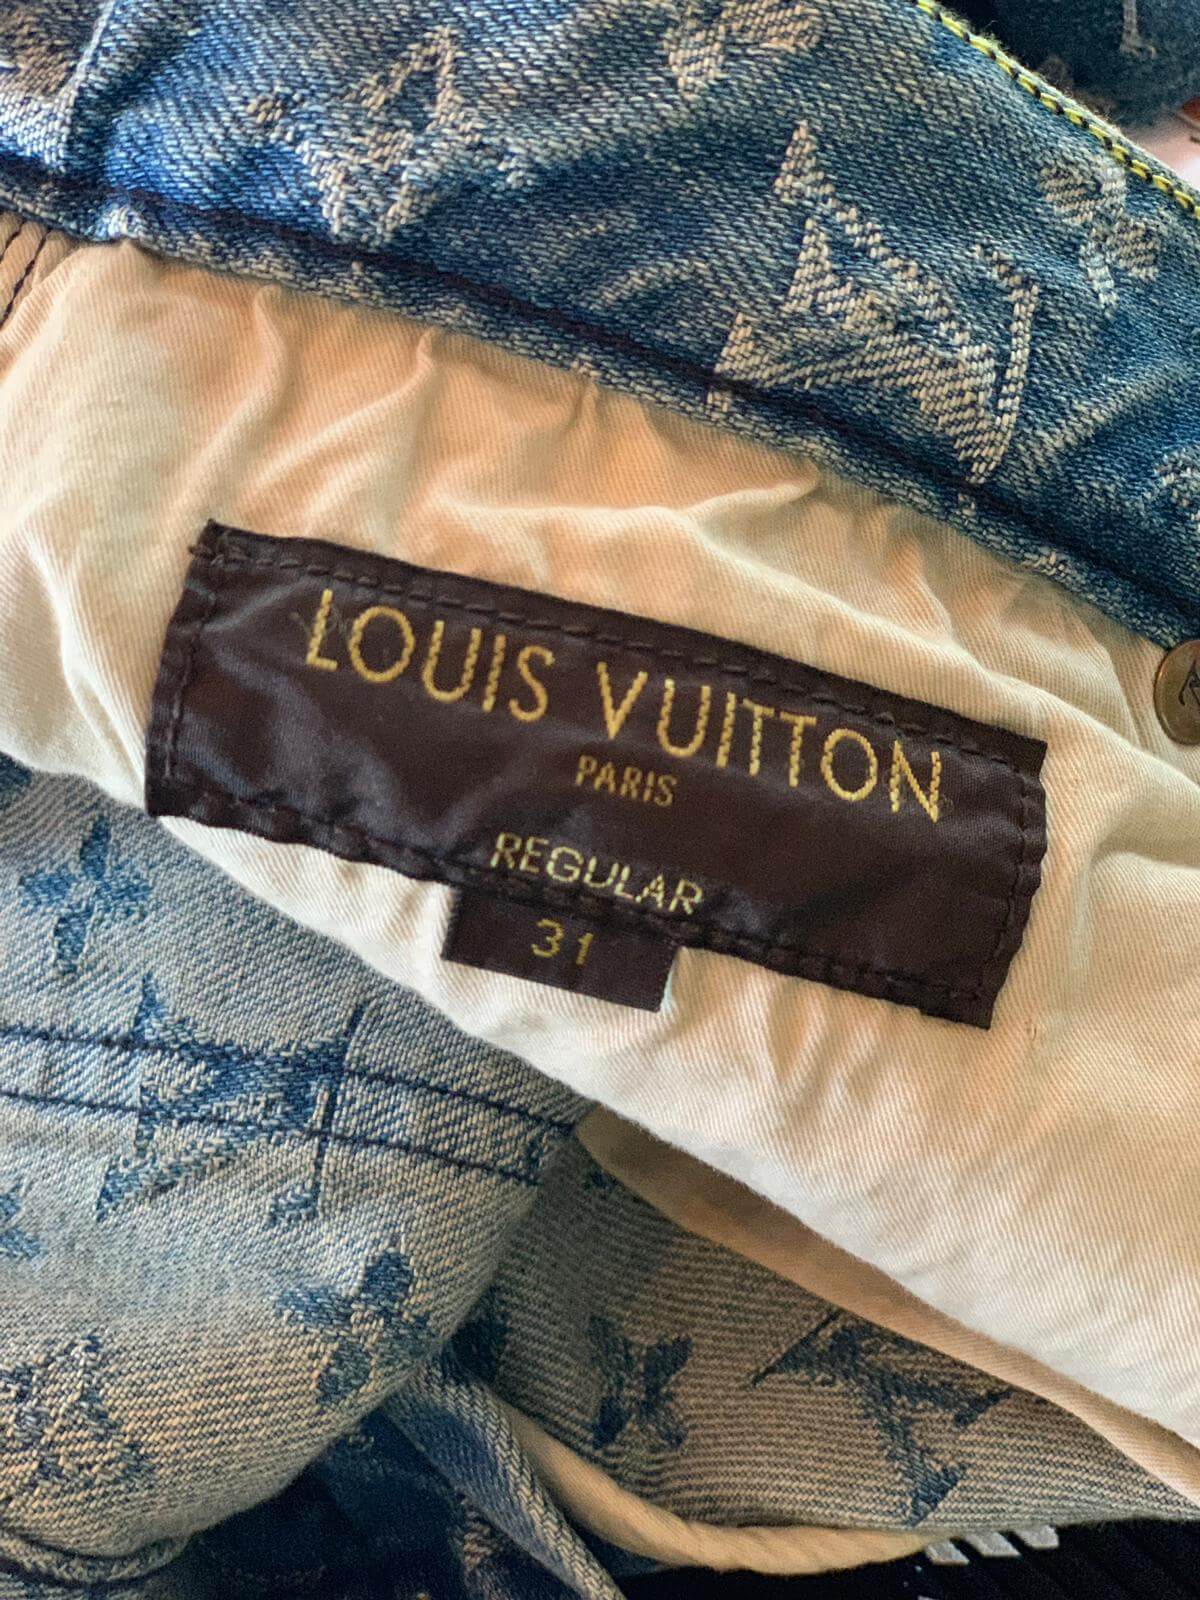 LOUIS VUITTON
PARIS
REGULAR
31